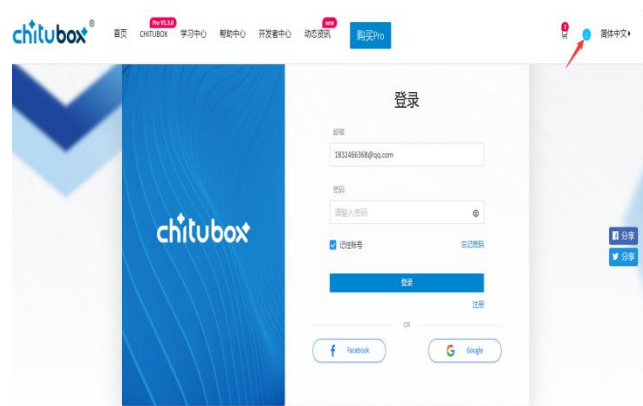 chitubox®
首页
Pro V1.3.0
CHITUBOX
学习中心
帮助中心
开发者中心
new
动态资讯
购买Pro
简体中文
登录
邮箱
1832466368@qq.com
密码
请输入密码
记住账号
忘记密码
登录
注册
OR
Facebook
Google
chitubox
分享
分享